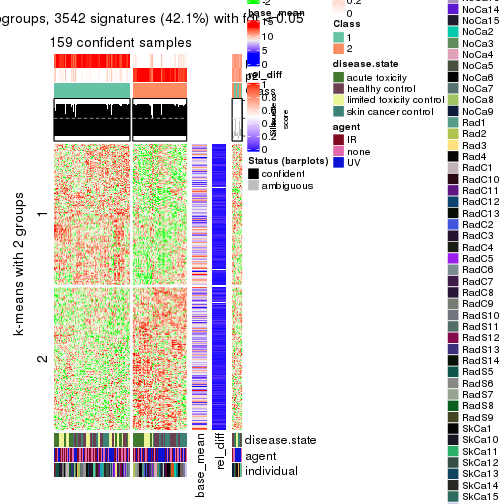 ogroups, 3542 signatures (42.1%) with f
159 confident samples
k-means with 2 groups
1
2
base_mean
rel_diff
disease.state
agent
individual
-2
base_mean
15
10
5
0
rel_diff
1
0.8
0.6
0.4
0.2
0
score
Status (barplots)
confident
ambiguous
0.2
0
Class
1
2
disease.state
acute toxicity
healthy control
limited toxicity control
skin cancer control
agent
IR
none
UV
NoCa14
NoCa15
NoCa2
NoCa3
NoCa4
NoCa5
NoCa6
NoCa7
NoCa8
NoCa9
Rad1
Rad2
Rad3
Rad4
RadC1
RadC10
RadC11
RadC12
RadC13
RadC2
RadC3
RadC4
RadC5
RadC6
RadC7
RadC8
RadC9
RadS10
RadS11
RadS12
RadS13
RadS14
RadS5
RadS6
RadS7
RadS8
RadS9
SkCa1
SkCa10
SkCa11
SkCa12
SkCa13
SkCa14
SkCa15